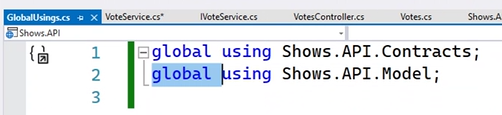 GlobalUsings.cs VoteService.cs* IVoteService.cs VotesController.cs Votes.cs
Shows.API
1 global using Shows.API.Contracts;
2 global using Shows.API.Model;
3